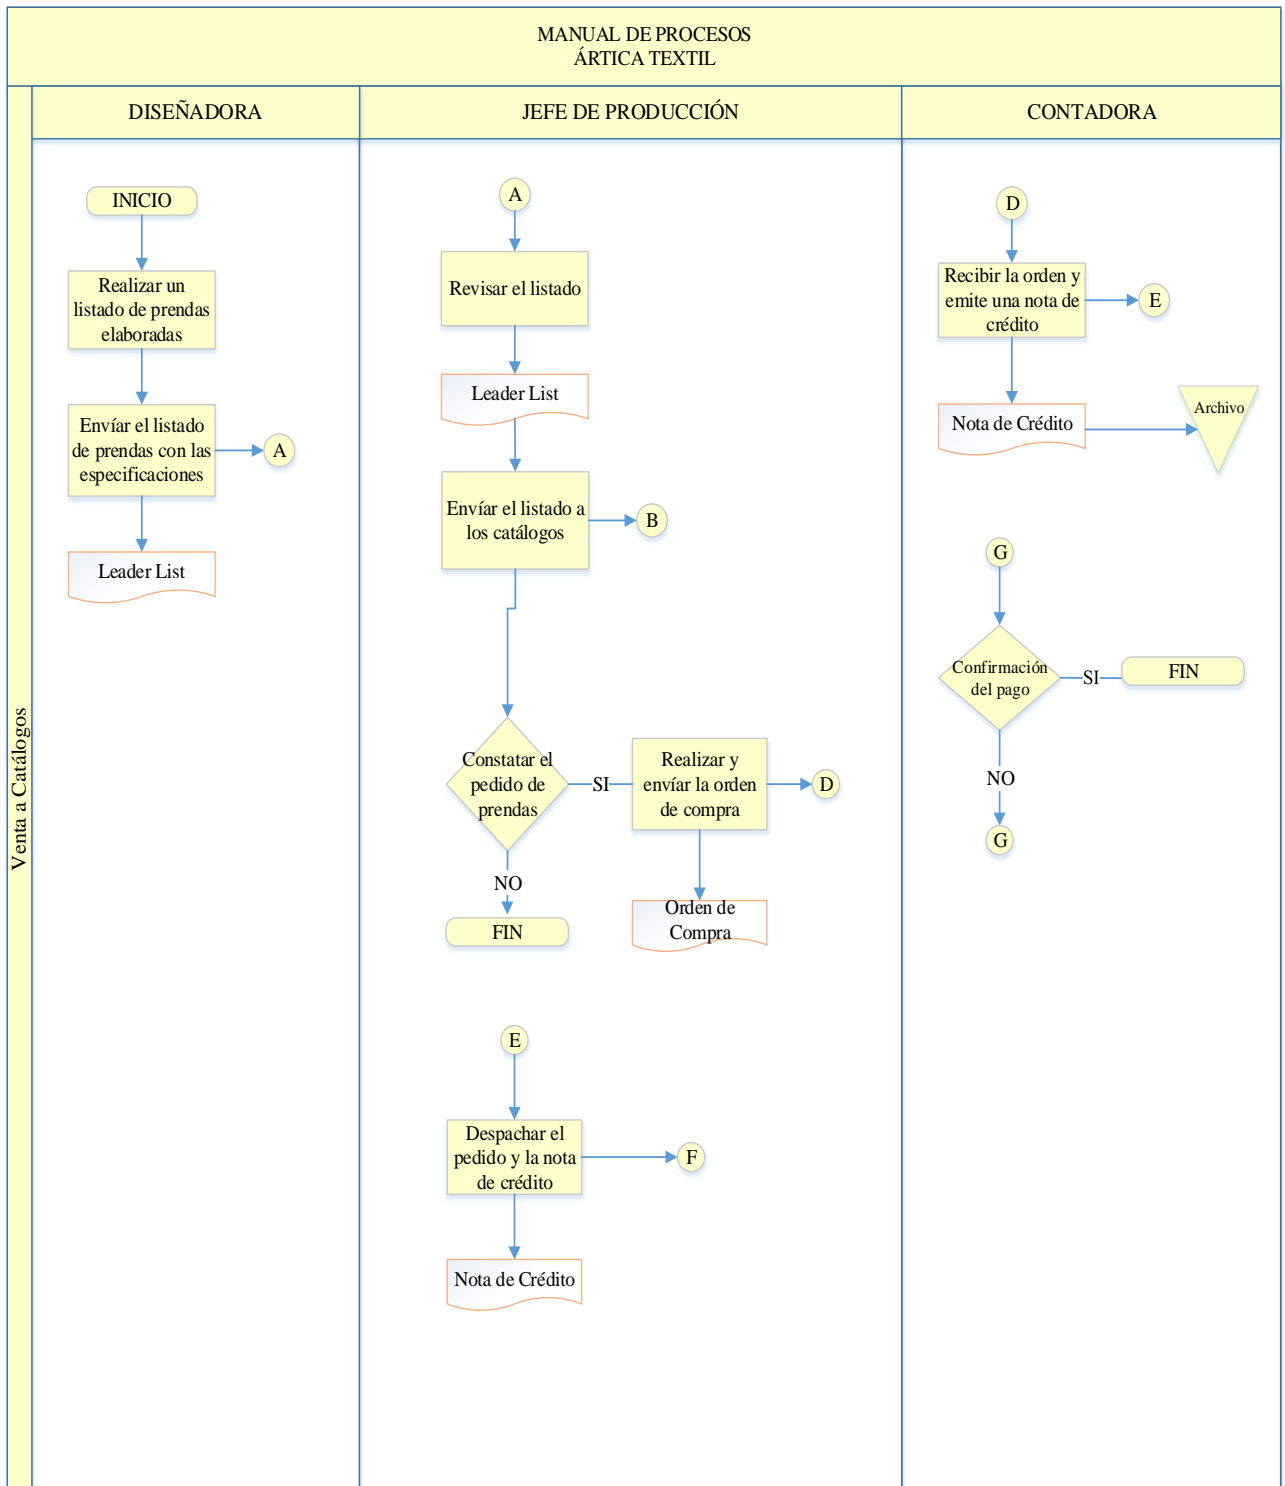 MANUAL DE PROCESOS
ÁRTICA TEXTIL
DISEÑADORA
JEFE DE PRODUCCIÓN
CONTADORA
Venta a Catálogos
INICIO
Realizar un
listado de prendas
elaboradas
Envíar el listado
de prendas con las
especificaciones
A
Leader List
A
Revisar el listado
Leader List
Envíar el listado a
los catálogos
B
Constatar el
pedido de
prendas
SI
Realizar y
envíar la orden
de compra
D
NO
FIN
Orden de
Compra
E
Despachar el
pedido y la nota
de crédito
F
Nota de Crédito
D
Recibir la orden y
emite una nota de
crédito
E
Nota de Crédito
Archivo
G
Confirmación
del pago
SI
FIN
NO
G